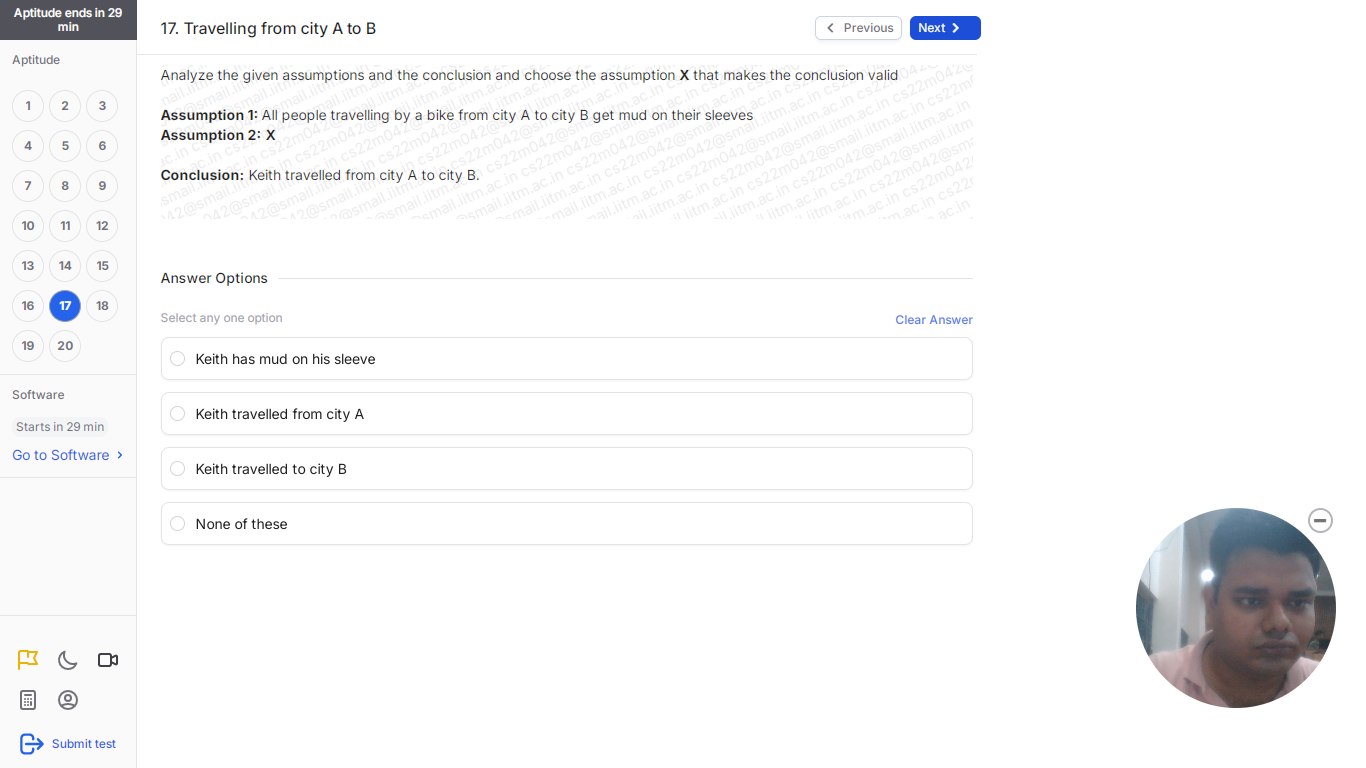 Aptitude ends in 29
min
17. Travelling from city A to B
Previous
Next
Aptitude
Analyze the given assumptions and the conclusion and choose the assumption X that makes the conclusion valid
Assumption 1: All people travelling by a bike from city A to city B get mud on their sleeves
Assumption 2: X
Conclusion: Keith travelled from city A to city B.
cs22m042@smail.iitm.ac.in
1 2 3
4 5 6
7 8 9
10 11 12
13 14 15
16 17 18
19 20
Answer Options
Select any one option
Clear Answer
Keith has mud on his sleeve
Keith travelled from city A
Keith travelled to city B
None of these
Software
Starts in 29 min
Go to Software
Submit test